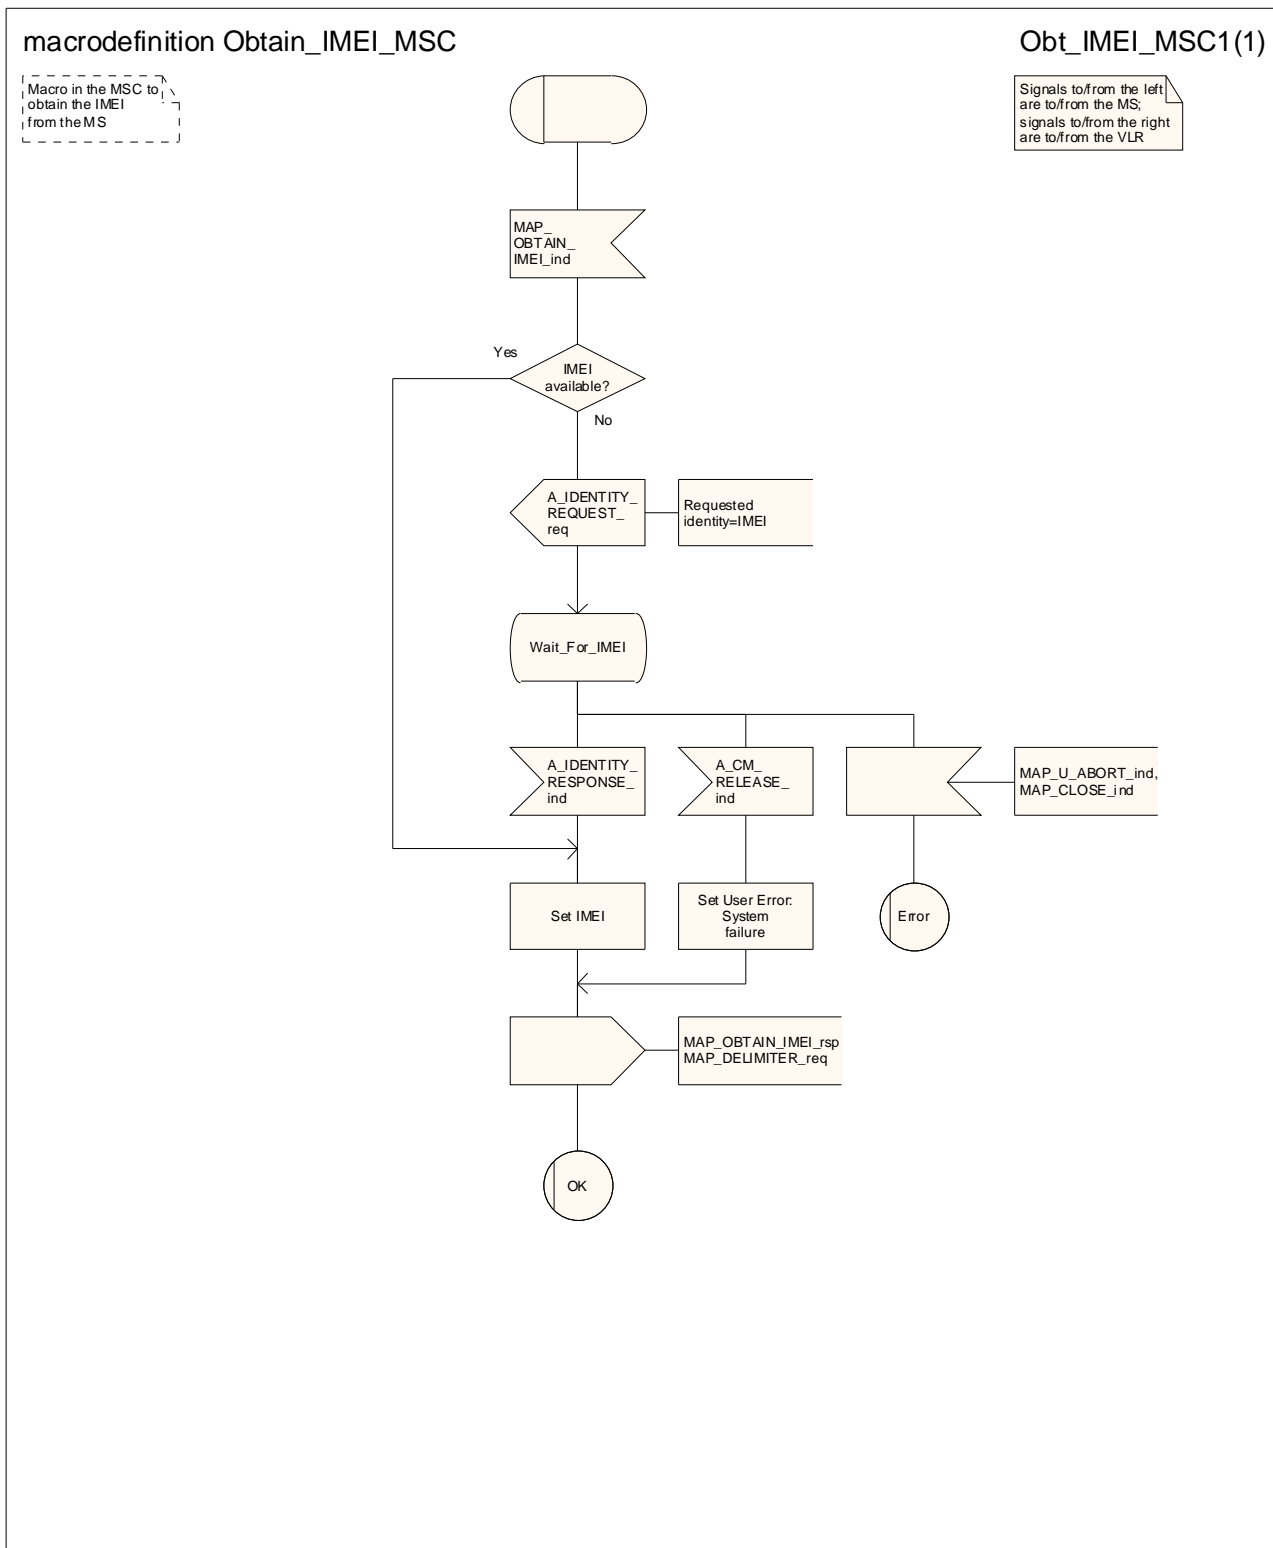 macrodefinition Obtain_IMEI_MSC
Obt_IMEI_MSC1(1)
Macro in the MSC to
obtain the IMEI
from the MS
Signals to/from the left
are to/from the MS;
signals to/from the right
are to/from the VLR
MAP_
OBTAIN_
IMEI_ind
Yes
IMEI
available?
No
A_IDENTITY_
REQUEST_
req
Requested
identity=IMEI
Wait_For_IMEI
A_IDENTITY_
RESPONSE_
ind
A_CM_
RELEASE_
ind
MAP_U_ABORT_ind,
MAP_CLOSE_ind
Set IMEI
Set User Error:
System
failure
Error
MAP_OBTAIN_IMEI_rsp
MAP_DELIMITER_req
OK